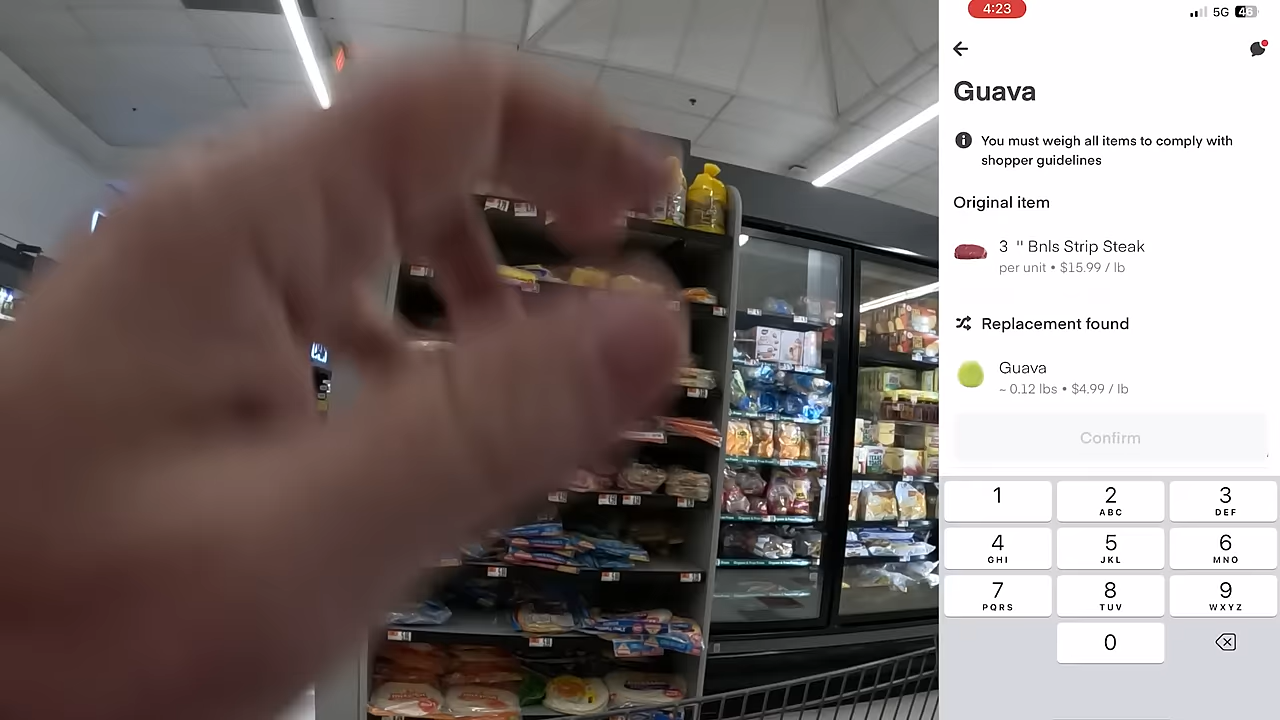 4:23
5G 46
Guava
You must weigh all items to comply with
shopper guidelines
Original item
3 " Bnls Strip Steak
per unit • $15.99 / lb
Replacement found
Guava
~ 0.12 lbs • $4.99 / lb
Confirm
1
2
ABC
3
DEF
4
GHI
5
JKL
6
MNO
7
PQRS
8
TUV
9
WXYZ
0